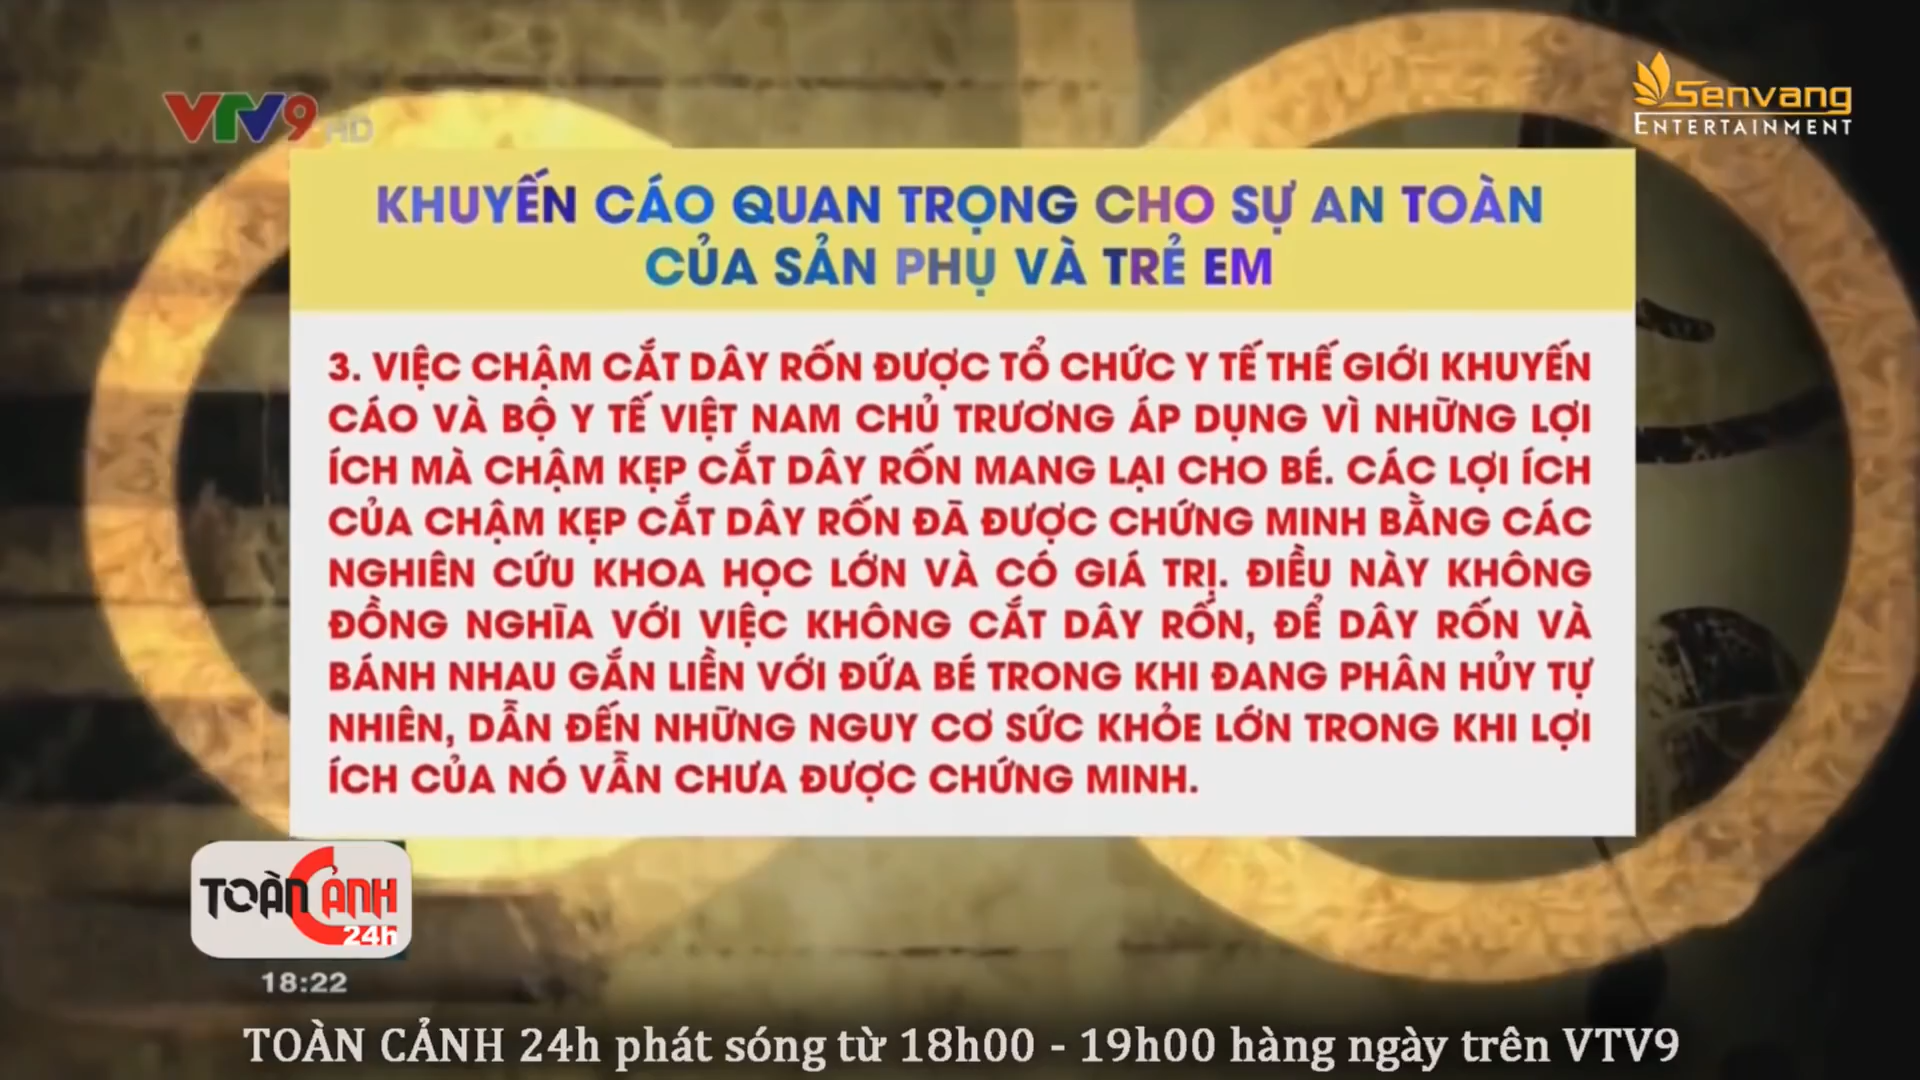 VTV9 HD
Senvang
ENTERTAINMENT
KHUYẾN CÁO QUAN TRỌNG CHO SỰ AN TOÀN
CỦA SẢN PHỤ VÀ TRẺ EM
3. VIỆC CHẬM CẮT DÂY RỐN ĐƯỢC TỔ CHỨC Y TẾ THẾ GIỚI KHUYẾN
CÁO VÀ BỘ Y TẾ VIỆT NAM CHỦ TRƯƠNG ÁP DỤNG VÌ NHỮNG LỢI
ÍCH MÀ CHẬM KẸP CẮT DÂY RỐN MANG LẠI CHO BÉ. CÁC LỢI ÍCH
CỦA CHẬM KẸP CẮT DÂY RỐN ĐÃ ĐƯỢC CHỨNG MINH BẰNG CÁC
NGHIÊN CỨU KHOA HỌC LỚN VÀ CÓ GIÁ TRỊ. ĐIỀU NÀY KHÔNG
ĐỒNG NGHĨA VỚI VIỆC KHÔNG CẮT DÂY RỐN, ĐỂ DÂY RỐN VÀ
BÁNH NHAU GẮN LIỀN VỚI ĐỨA BÉ TRONG KHI ĐANG PHÂN HỦY TỰ
NHIÊN, DẪN ĐẾN NHỮNG NGUY CƠ SỨC KHỎE LỚN TRONG KHI LỢI
ÍCH CỦA NÓ VẪN CHƯA ĐƯỢC CHỨNG MINH.
TOÀN CẢNH
24h
18:22
TOÀN CẢNH 24h phát sóng từ 18h00 - 19h00 hàng ngày trên VTV9